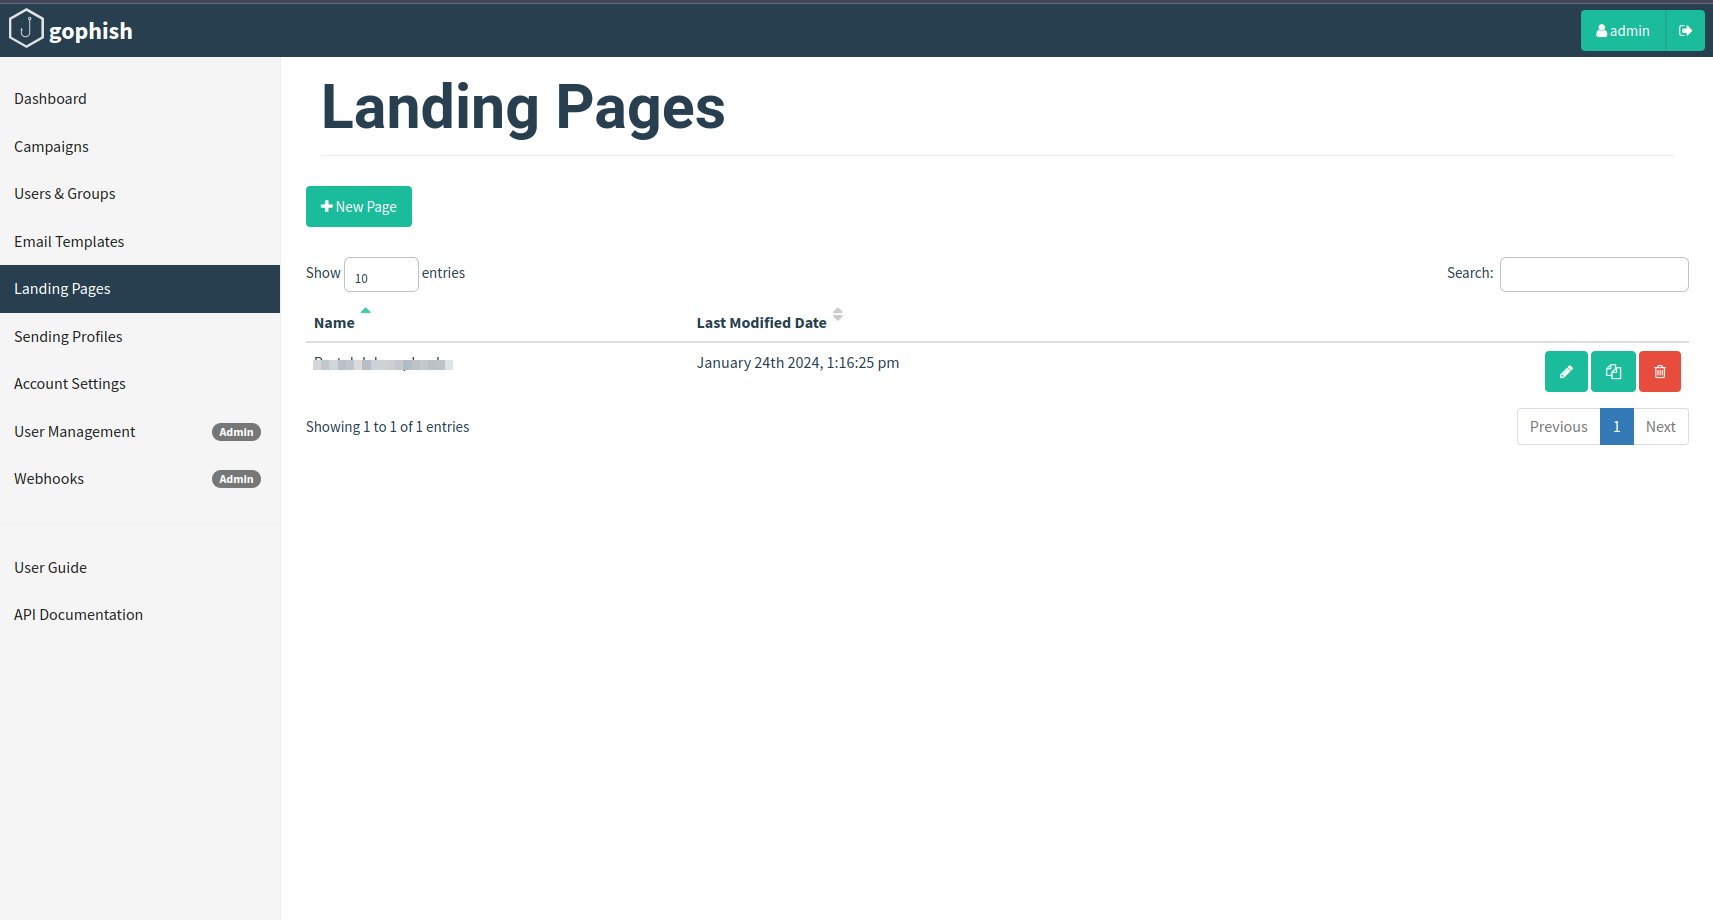 gophish
admin
Dashboard
Campaigns
Users & Groups
Email Templates
Landing Pages
Sending Profiles
Account Settings
User Management Admin
Webhooks Admin
User Guide
API Documentation
Landing Pages
New Page
Show 10 entries
Search:
Name Last Modified Date
January 24th 2024, 1:16:25 pm
Showing 1 to 1 of 1 entries
Previous 1 Next